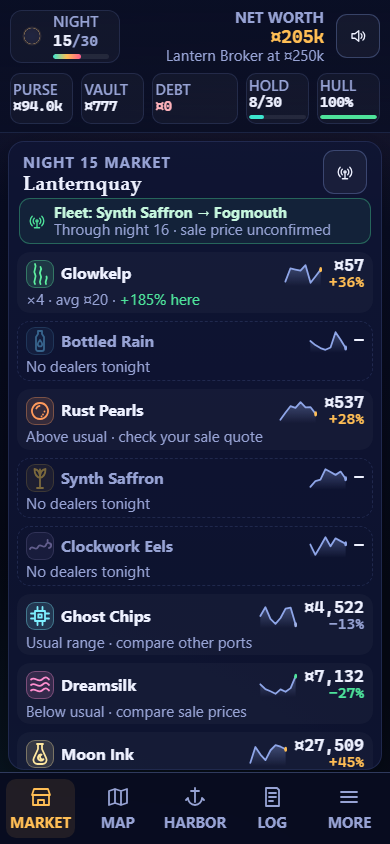 NIGHT
15/30
NET WORTH
¤205k
Lantern Broker at ¤250k
PURSE
¤94.0k
VAULT
¤777
DEBT
¤0
HOLD
8/30
HULL
100%
NIGHT 15 MARKET
Lanternquay
Fleet: Synth Saffron → Fogmouth
Through night 16 · sale price unconfirmed
Glowkelp
¤57
+36%
×4 · avg ¤20 · +185% here
Bottled Rain
—
No dealers tonight
Rust Pearls
¤537
+28%
Above usual · check your sale quote
Synth Saffron
—
No dealers tonight
Clockwork Eels
—
No dealers tonight
Ghost Chips
¤4,522
−13%
Usual range · compare other ports
Dreamsilk
¤7,132
−27%
Below usual · compare sale prices
Moon Ink
¤27,509
+45%
MARKET
MAP
HARBOR
LOG
MORE